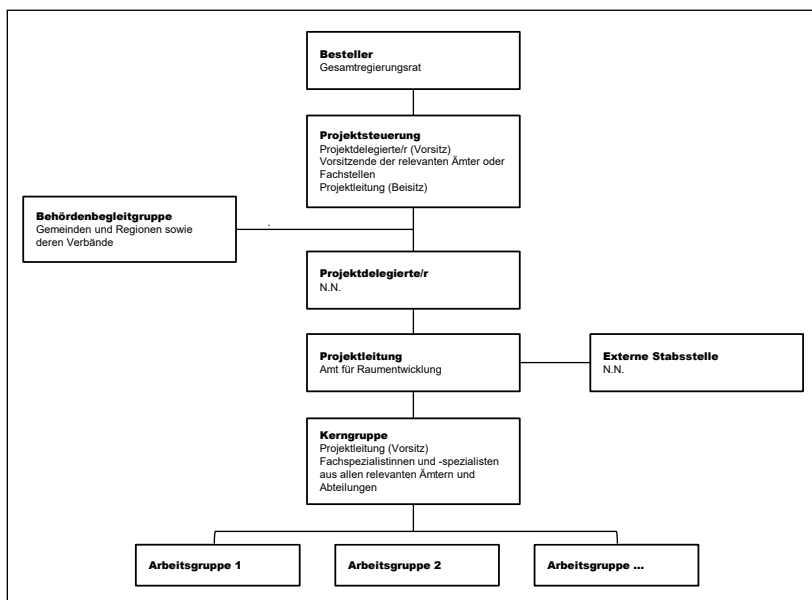 Besteller
Gesamtregierungsrat
Projektsteuerung
Projektdelegierte/r (Vorsitz)
Vorsitzende der relevanten Ämter oder
Fachstellen
Projektleitung (Beisitz)
Behördenbegleitgruppe
Gemeinden und Regionen sowie
deren Verbände
Projektdelegierte/r
N.N.
Projektleitung
Amt für Raumentwicklung
Externe Stabsstelle
N.N.
Kerngruppe
Projektleitung (Vorsitz)
Fachspezialistinnen und -spezialisten
aus allen relevanten Ämtern und
Abteilungen
Arbeitsgruppe 1
Arbeitsgruppe 2
Arbeitsgruppe ...